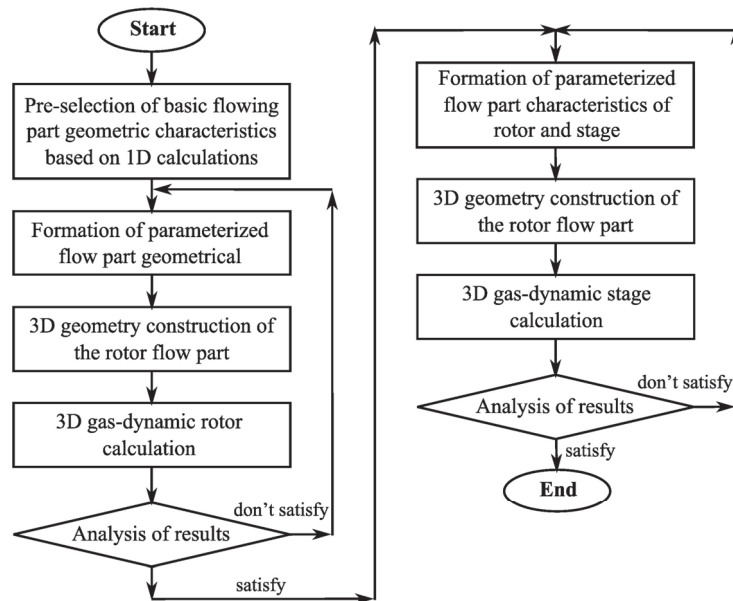 Start
Pre-selection of basic flowing
part geometric characteristics
based on 1D calculations
Formation of parameterized
flow part geometrical
3D geometry construction of
the rotor flow part
3D gas-dynamic rotor
calculation
don't satisfy
Analysis of results
satisfy
Formation of parameterized
flow part characteristics of
rotor and stage
3D geometry construction of
the rotor flow part
3D gas-dynamic stage
calculation
don't satisfy
Analysis of results
satisfy
End